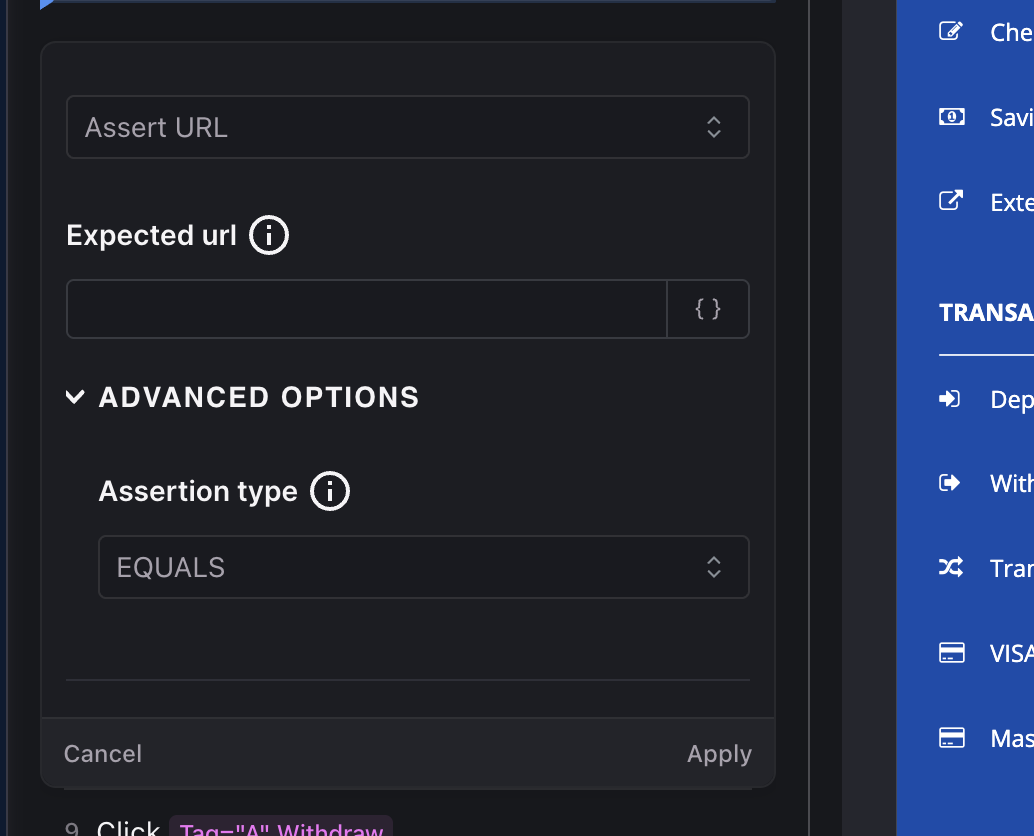 Assert URL
Expected url
{ }
ADVANCED OPTIONS
Assertion type
EQUALS
Cancel
Apply
9 Click Tag="A" Withdraw
Che
Savi
Exte
TRANSA
Dep
With
Tran
VISA
Mas